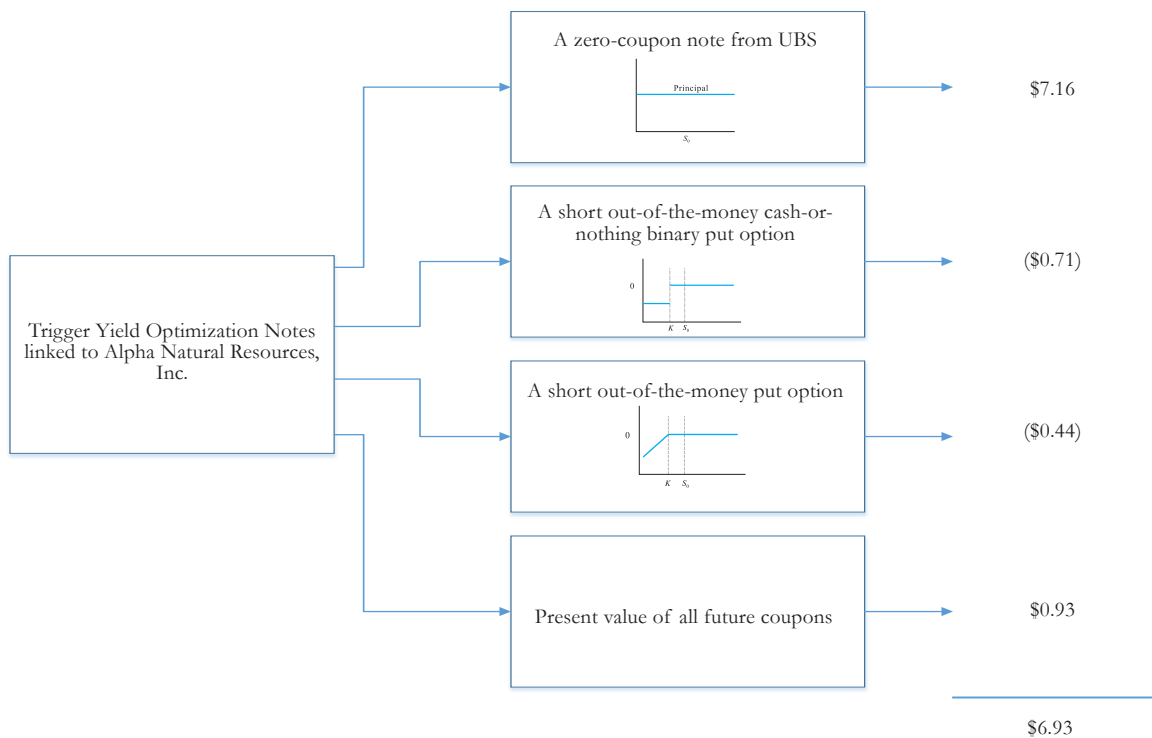 A zero-coupon note from UBS
Principal
S₀
$7.16
A short out-of-the-money cash-or-
nothing binary put option
0
K
S₀
($0.71)
Trigger Yield Optimization Notes
linked to Alpha Natural Resources,
Inc.
A short out-of-the-money put option
0
K
S₀
($0.44)
Present value of all future coupons
$0.93
$6.93